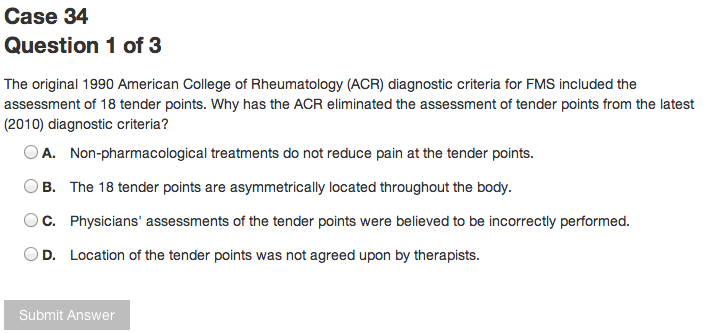 Case 34
Question 1 of 3
The original 1990 American College of Rheumatology (ACR) diagnostic criteria for FMS included the
assessment of 18 tender points. Why has the ACR eliminated the assessment of tender points from the latest
(2010) diagnostic criteria?
A. Non-pharmacological treatments do not reduce pain at the tender points.
B. The 18 tender points are asymmetrically located throughout the body.
C. Physicians' assessments of the tender points were believed to be incorrectly performed.
D. Location of the tender points was not agreed upon by therapists.
Submit Answer